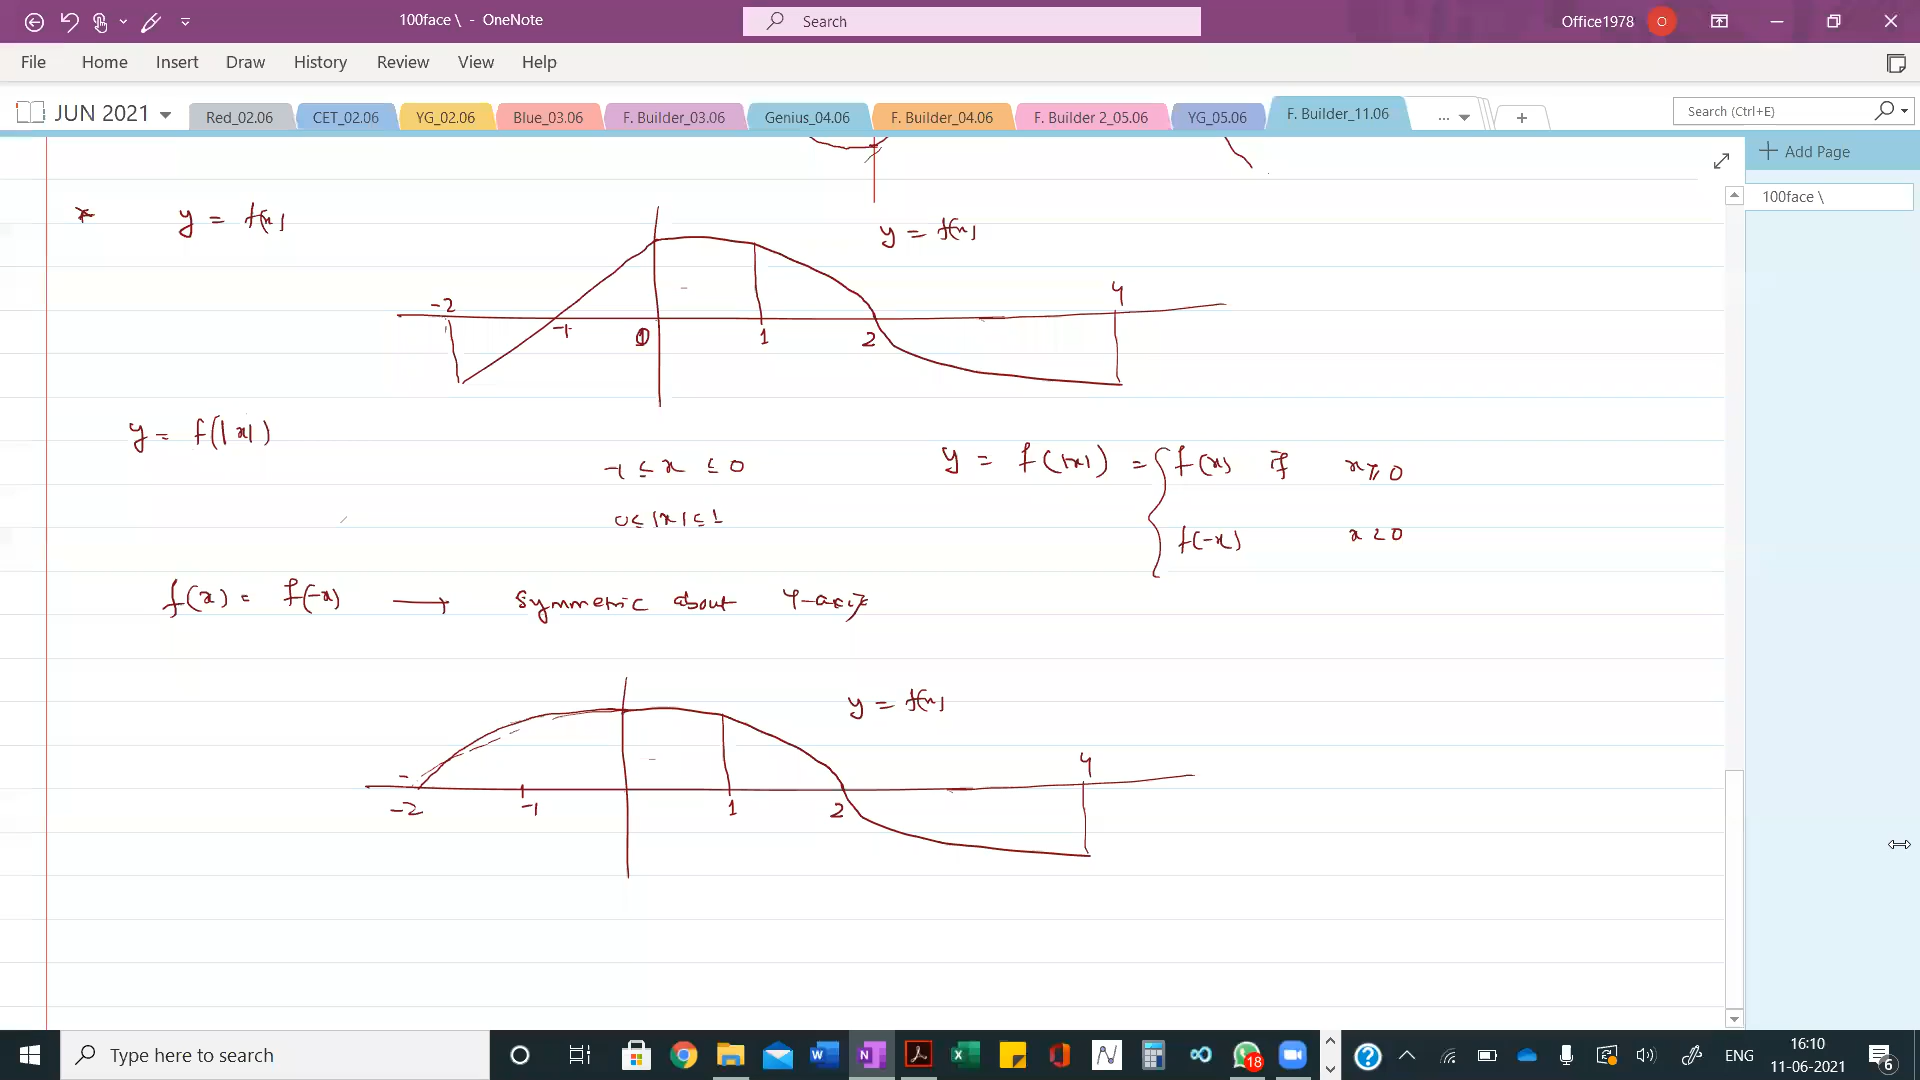 100face \ - OneNote
Search
Office1978
O
File Home Insert Draw History Review View Help
JUN 2021
Red_02.06 CET_02.06 YG_02.06 Blue_03.06 F. Builder_03.06 Genius_04.06 F. Builder_04.06 F. Builder 2_05.06 YG_05.06 F. Builder_11.06 ...
Search (Ctrl+E)
Add Page
100face \
* y = f(x)
y = f(x)
-2 -1 0 1 2 4
y = f(|x|)
-1 ≤ x ≤ 0
0 ≤ |x| ≤ 1
y = f(|x|) = { f(x) if x ≥ 0
f(-x) x < 0
f(x) = f(-x) → symmetric about Y-axis
y = f(x)
-2 -1 1 2 4
Type here to search
18
ENG
16:10
11-06-2021
6